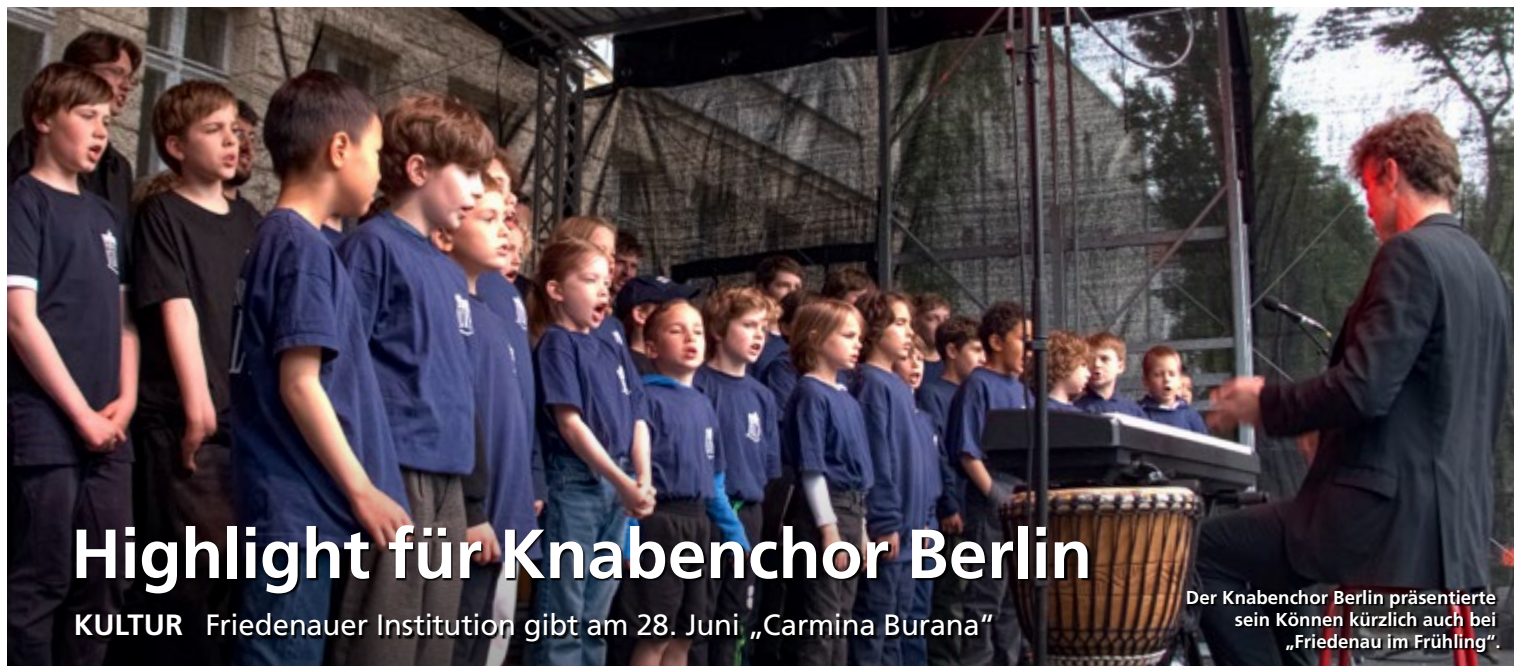 Highlight für Knabenchor Berlin
KULTUR Friedenauer Institution gibt am 28. Juni „Carmina Burana“
Der Knabenchor Berlin präsentierte
sein Können kürzlich auch bei
„Friedenau im Frühling“.